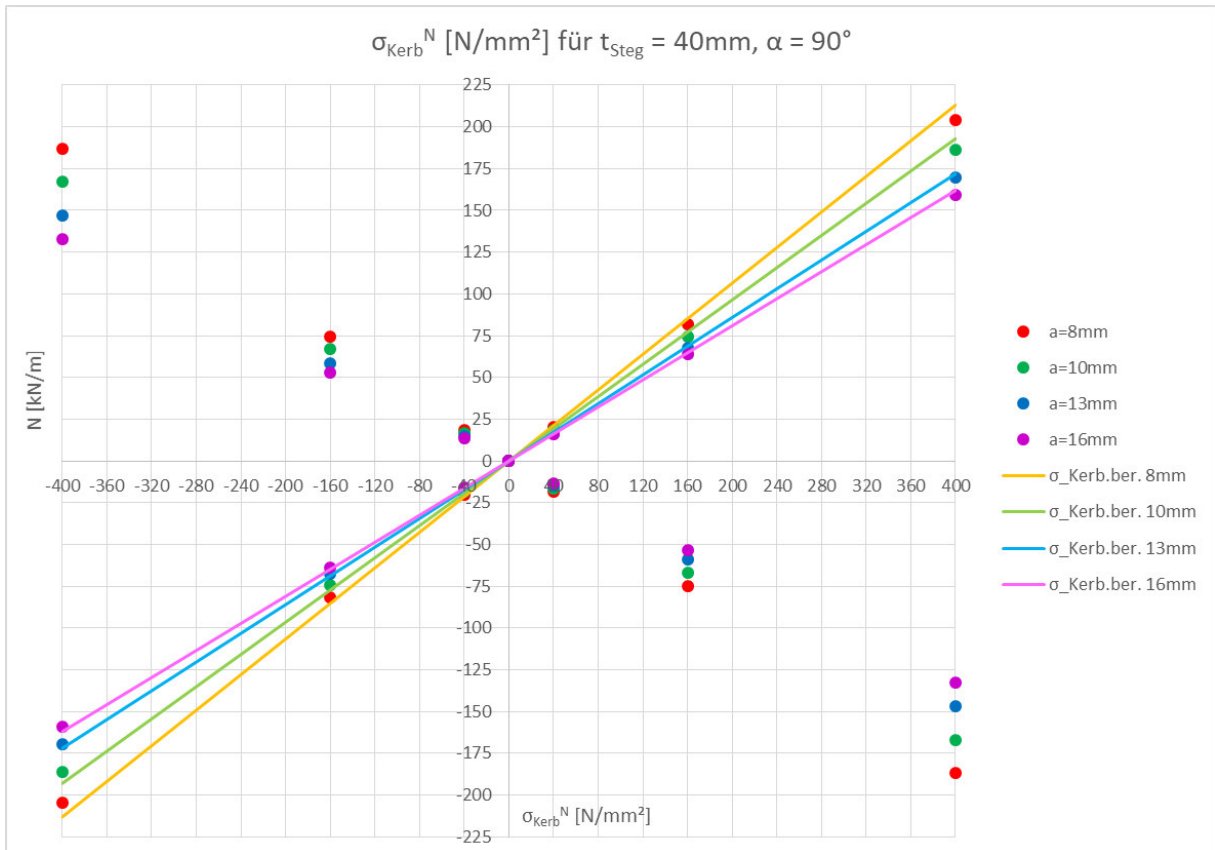 σKerbᴺ [N/mm²] für tSteg = 40mm, α = 90°
225
200
175
150
125
100
75
50
25
0
-400 -360 -320 -280 -240 -200 -160 -120 -80 -40 0 40 80 120 160 200 240 280 320 360 400
-25
-50
-75
-100
-125
-150
-175
-200
-225
N [kN/m]
σKerbᴺ [N/mm²]
a=8mm
a=10mm
a=13mm
a=16mm
σ_Kerb.ber. 8mm
σ_Kerb.ber. 10mm
σ_Kerb.ber. 13mm
σ_Kerb.ber. 16mm